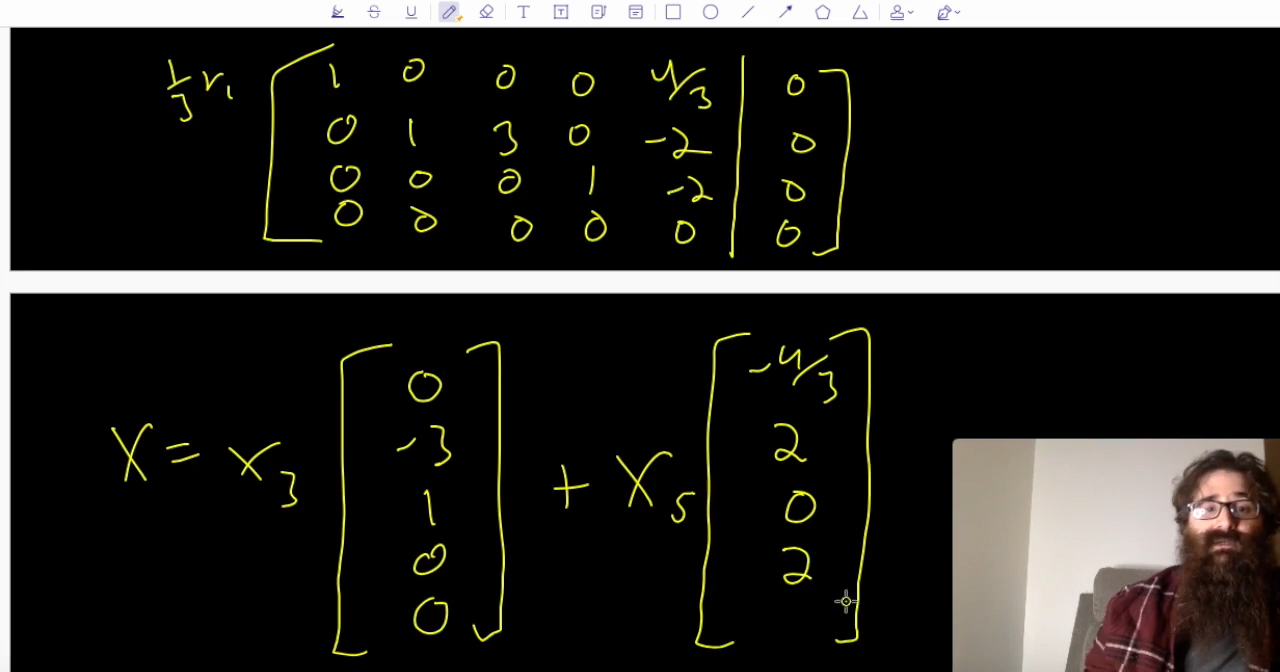 1/3 r₁ [ 1 0 0 0 4/3 | 0 ]
0 1 3 0 -2 | 0
0 0 0 1 -2 | 0
0 0 0 0 0 | 0
X = x₃ [ 0 -3 1 0 0 ] + X₅ [ -4/3 2 0 2 ]